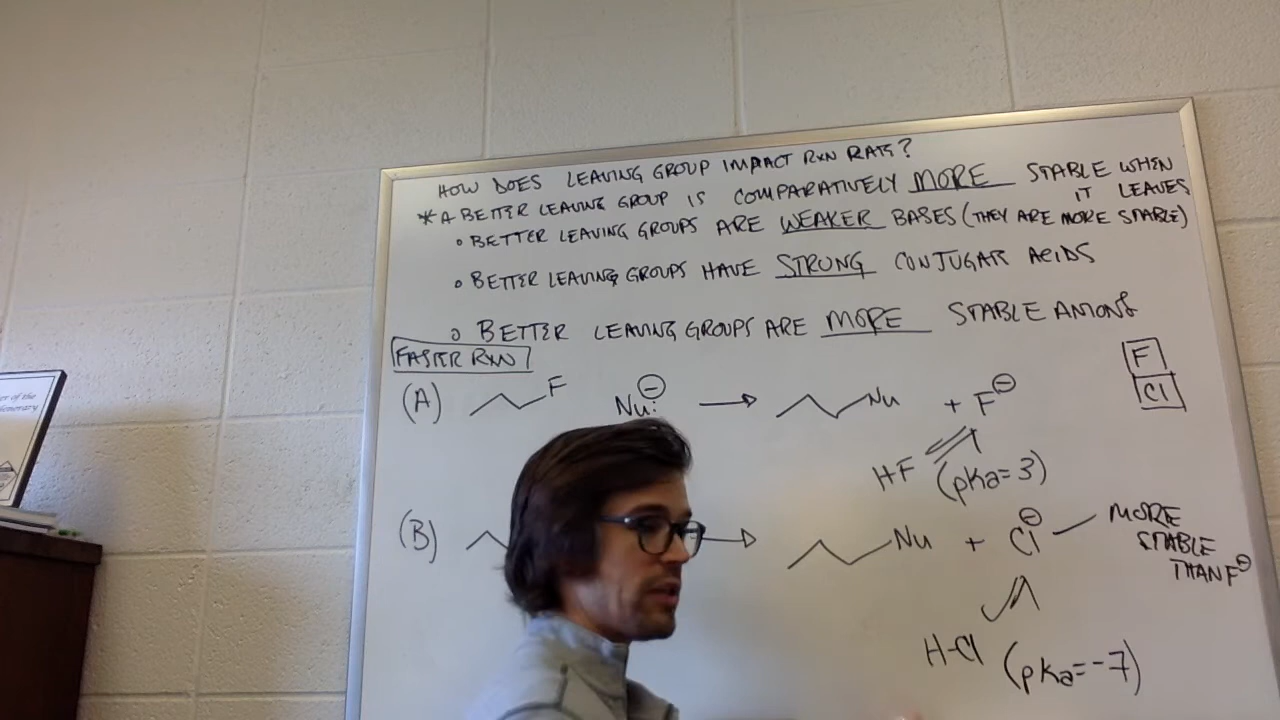 HOW DOES LEAVING GROUP IMPACT RXN RATE?
* A BETTER LEAVING GROUP IS COMPARATIVELY MORE STABLE WHEN
IT LEAVES
° BETTER LEAVING GROUPS ARE WEAKER BASES (THEY ARE MORE STABLE)
° BETTER LEAVING GROUPS HAVE STRONG CONJUGAR ACIDS
° BETTER LEAVING GROUPS ARE MORE STABLE ANIONS
FASTER RXN
F
Cl
(A) F Nu:⊖ → Nu + F⊖
HF (pka=3)
(B) → Nu + Cl⊖ MORE
STABLE
THAN F⊖
H-Cl (pka=-7)